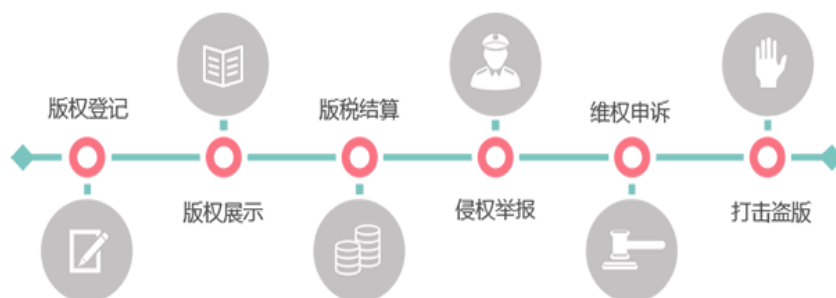 版权登记
版权展示
版税结算
侵权举报
维权申诉
打击盗版